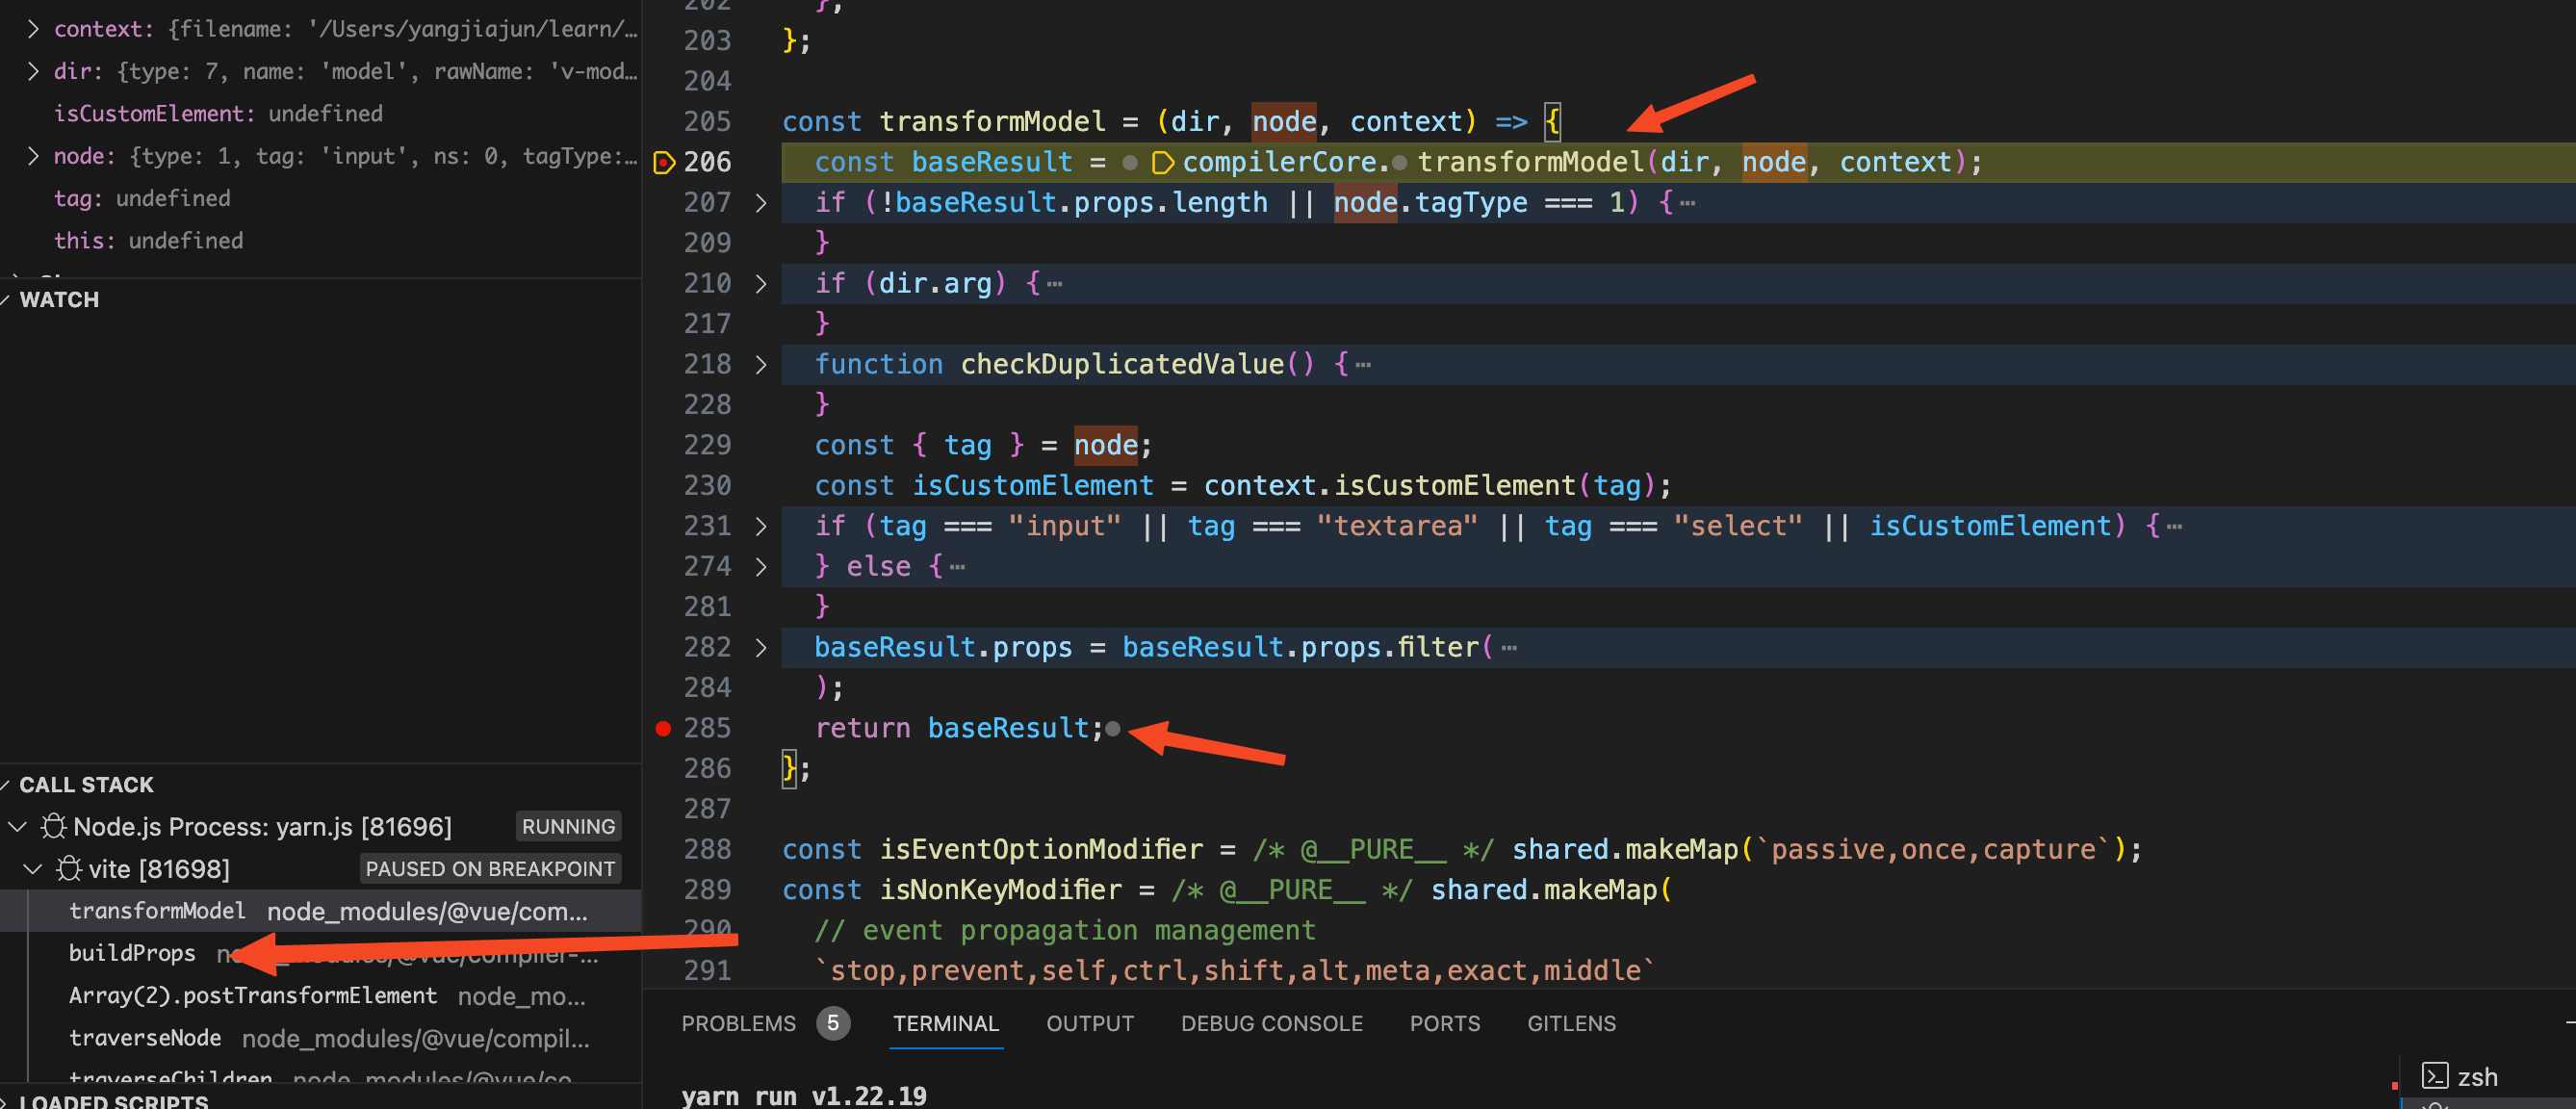 context: {filename: '/Users/yangjiajun/learn/…
dir: {type: 7, name: 'model', rawName: 'v-mod…
isCustomElement: undefined
node: {type: 1, tag: 'input', ns: 0, tagType:…
tag: undefined
this: undefined
WATCH
CALL STACK
Node.js Process: yarn.js [81696] RUNNING
vite [81698] PAUSED ON BREAKPOINT
transformModel node_modules/@vue/com…
buildProps node_modules/@vue/compiler-…
Array(2).postTransformElement node_mo…
traverseNode node_modules/@vue/compil…
traverseChildren node_modules/@vue/co…
LOADED SCRIPTS
202 };
203 };
204
205 const transformModel = (dir, node, context) => {
206 const baseResult = compilerCore.transformModel(dir, node, context);
207 if (!baseResult.props.length || node.tagType === 1) {…
209 }
210 if (dir.arg) {…
217 }
218 function checkDuplicatedValue() {…
228 }
229 const { tag } = node;
230 const isCustomElement = context.isCustomElement(tag);
231 if (tag === "input" || tag === "textarea" || tag === "select" || isCustomElement) {…
274 } else {…
281 }
282 baseResult.props = baseResult.props.filter(…
284 );
285 return baseResult;
286 };
287
288 const isEventOptionModifier = /* @__PURE__ */ shared.makeMap(`passive,once,capture`);
289 const isNonKeyModifier = /* @__PURE__ */ shared.makeMap(
290 // event propagation management
291 `stop,prevent,self,ctrl,shift,alt,meta,exact,middle`
PROBLEMS 5 TERMINAL OUTPUT DEBUG CONSOLE PORTS GITLENS
yarn run v1.22.19
zsh